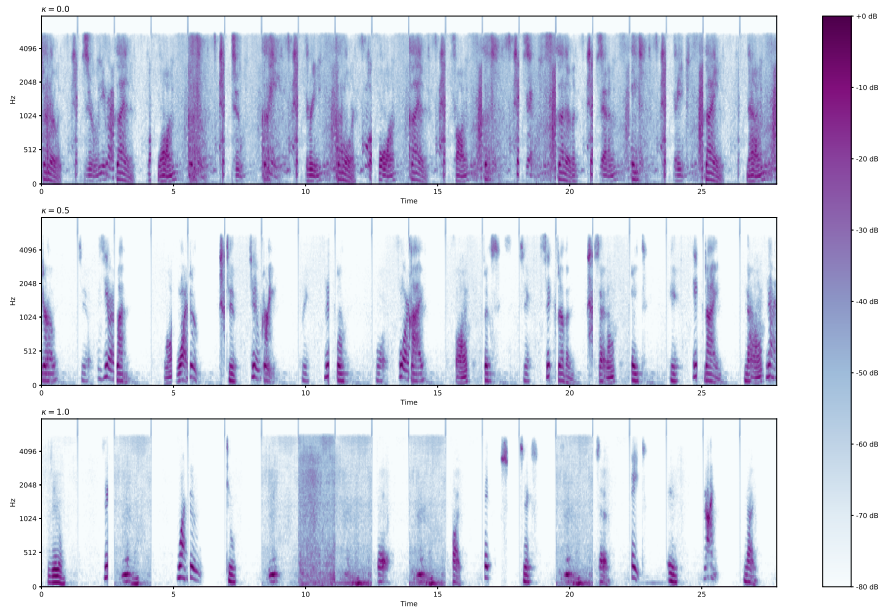 κ = 0.0
4096
2048
1024
512
0
Hz
0
5
10
15
20
25
Time
κ = 0.5
4096
2048
1024
512
0
Hz
0
5
10
15
20
25
Time
κ = 1.0
4096
2048
1024
512
0
Hz
0
5
10
15
20
25
Time
+0 dB
-10 dB
-20 dB
-30 dB
-40 dB
-50 dB
-60 dB
-70 dB
-80 dB